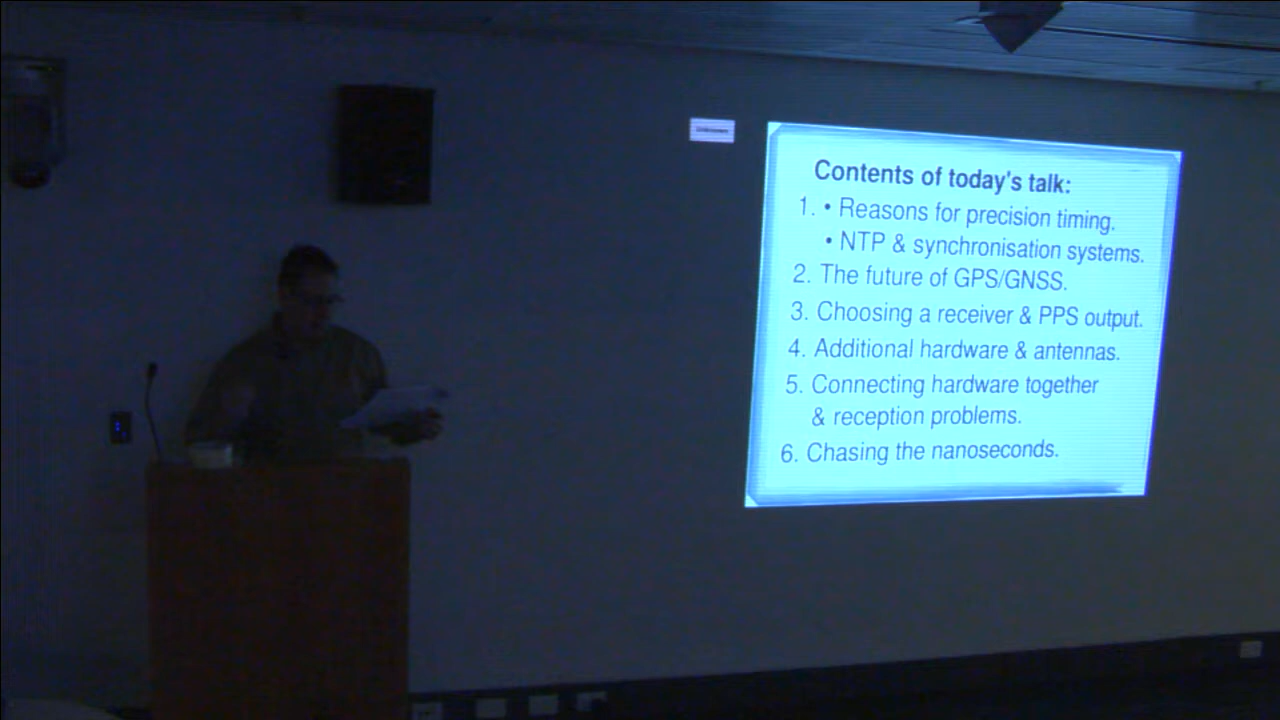 Contents of today's talk:
1. • Reasons for precision timing.
• NTP & synchronisation systems.
2. The future of GPS/GNSS.
3. Choosing a receiver & PPS output.
4. Additional hardware & antennas.
5. Connecting hardware together
& reception problems.
6. Chasing the nanoseconds.